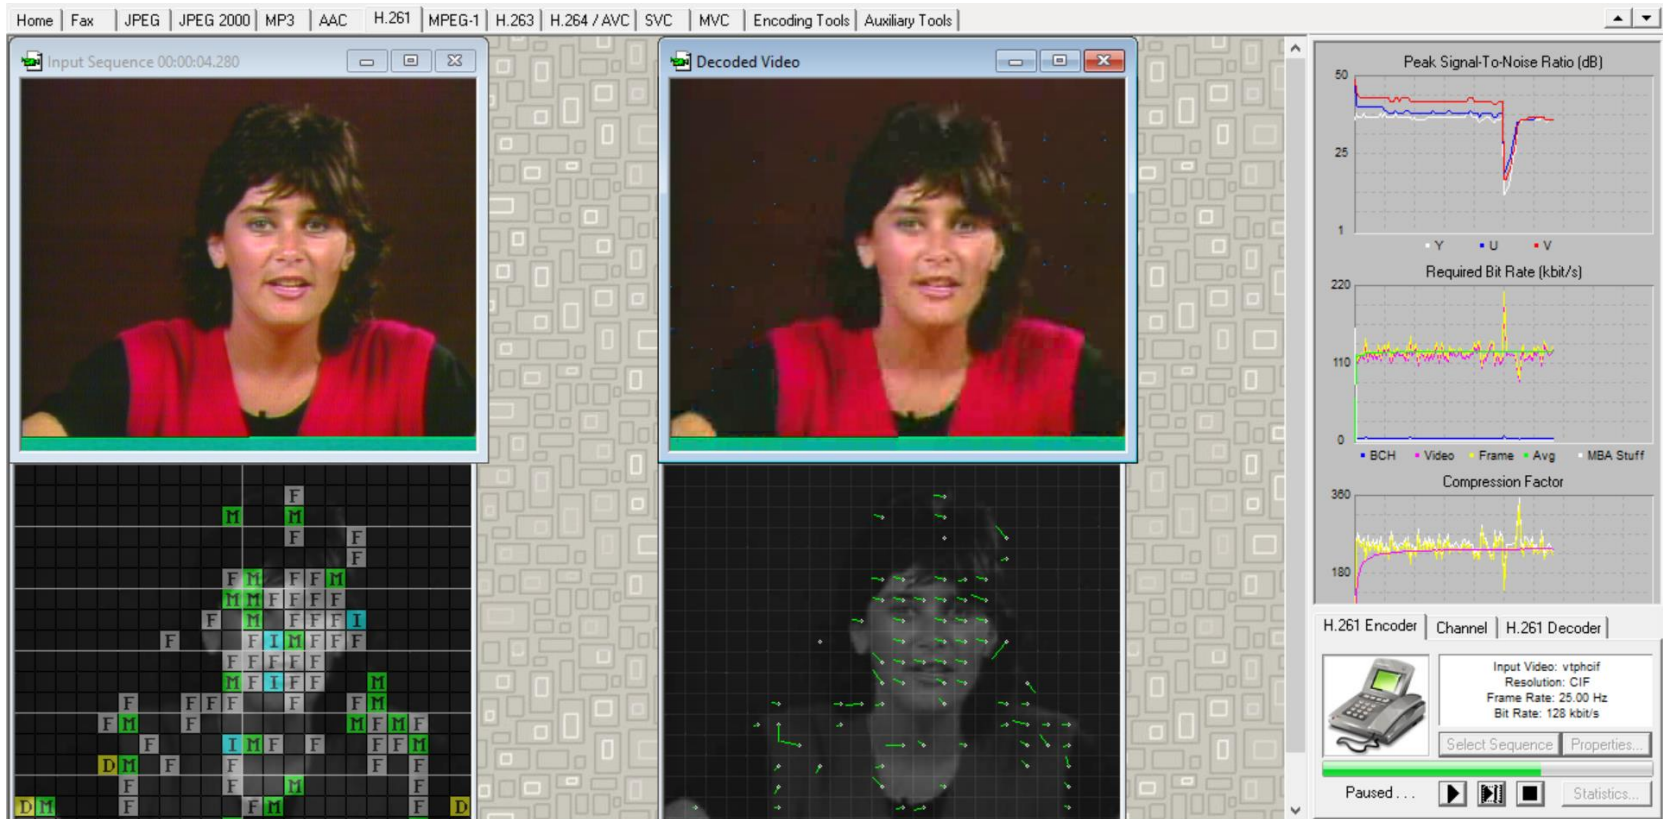 Home Fax JPEG JPEG 2000 MP3 AAC H.261 MPEG-1 H.263 H.264 / AVC SVC MVC Encoding Tools Auxiliary Tools
Input Sequence 00:00:04.280
Decoded Video
Peak Signal-To-Noise Ratio (dB)
50
25
1
Y U V
Required Bit Rate (kbit/s)
220
110
0
BCH Video Frame Avg MBA Stuff
Compression Factor
360
180
F
M M
F F
F
F M F F M
M M F F F F
F M F F F I
F F I M F F F
F F F F F
M F I F F M
F F F F F F M
F M F M F M F
F I M F F F F M
D M F F F F
F F M F
D M F F M F D
H.261 Encoder Channel H.261 Decoder
Input Video: vtphcif
Resolution: CIF
Frame Rate: 25.00 Hz
Bit Rate: 128 kbit/s
Select Sequence Properties...
Paused . . .
Statistics...